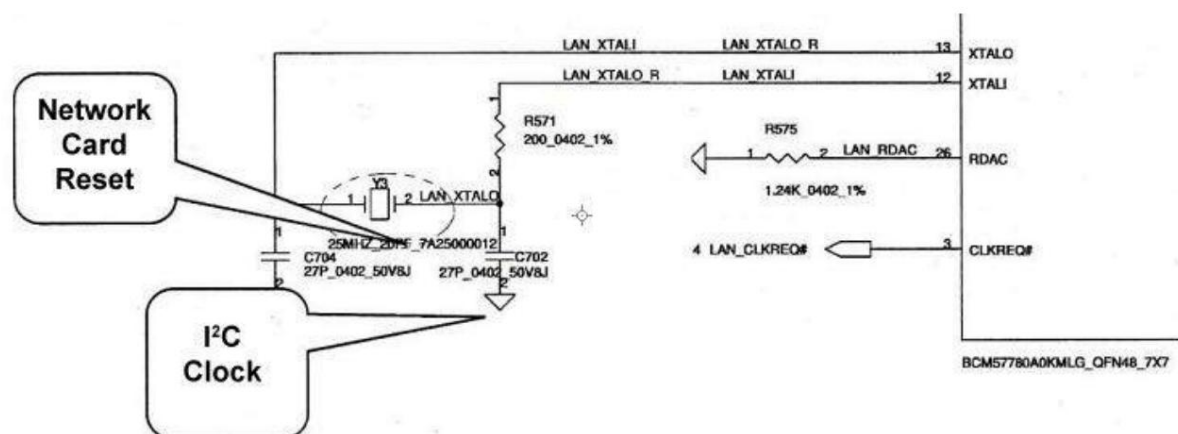 LAN_XTALI LAN_XTALO_R 13 XTALO
LAN_XTALO_R LAN_XTALI 12 XTALI
Network
Card
Reset
1
R571
200_0402_1%
2
R575
1 2 LAN_RDAC 26 RDAC
1.24K_0402_1%
Y3
1 2 LAN_XTALO
25MHZ_20PF_7A25000012
1
C704
27P_0402_50V8J
2
1
C702
27P_0402_50V8J
2
4 LAN_CLKREQ# 3 CLKREQ#
I²C
Clock
BCM57780A0KMLG_QFN48_7X7